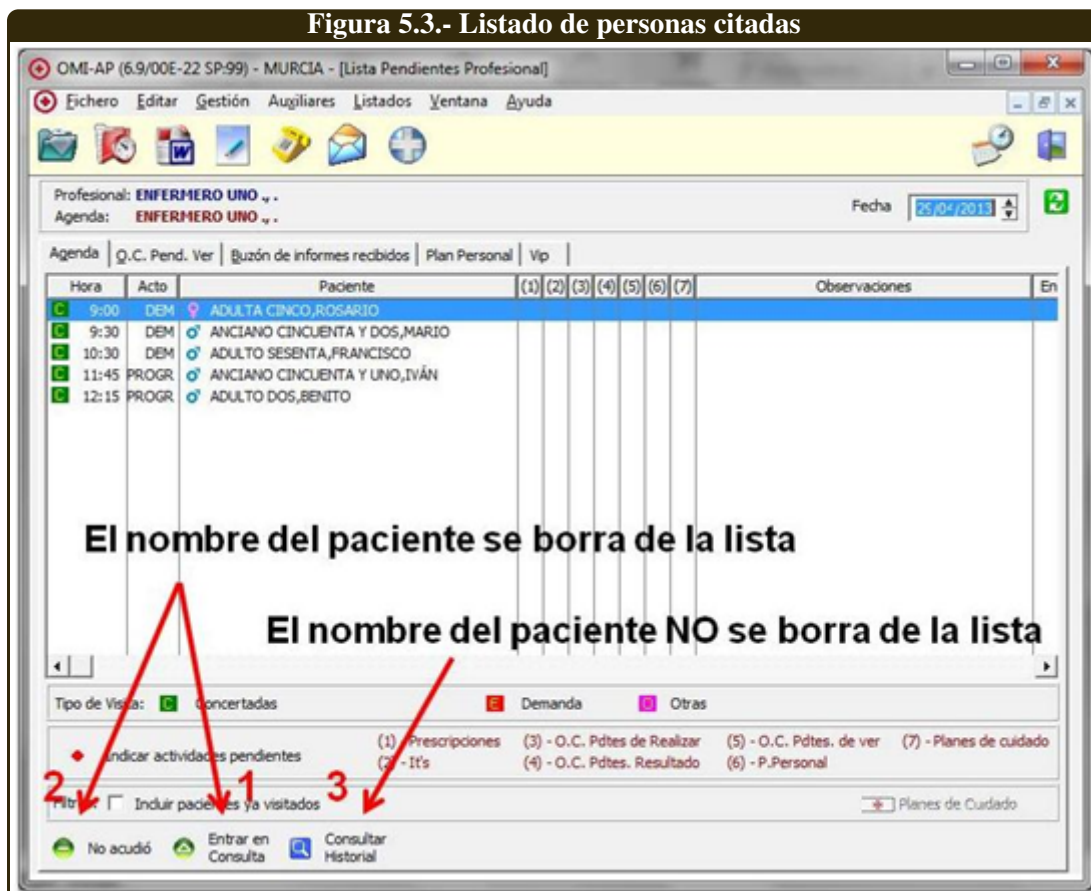 Figura 5.3.- Listado de personas citadas
OMI-AP (6.9/00E-22 SP:99) - MURCIA - [Lista Pendientes Profesional]
Fichero Editar Gestión Auxiliares Listados Ventana Ayuda
Profesional: ENFERMERO UNO ., .
Agenda: ENFERMERO UNO ., .
Fecha 25/04/2013
Agenda O.C. Pend. Ver Buzón de informes recibidos Plan Personal Vip
Hora Acto Paciente (1) (2) (3) (4) (5) (6) (7) Observaciones En
C 9:00 DEM ADULTA CINCO,ROSARIO
C 9:30 DEM ANCIANO CINCUENTA Y DOS,MARIO
C 10:30 DEM ADULTO SESENTA,FRANCISCO
C 11:45 PROGR ANCIANO CINCUENTA Y UNO,IVÁN
C 12:15 PROGR ADULTO DOS,BENITO
El nombre del paciente se borra de la lista
El nombre del paciente NO se borra de la lista
Tipo de Visita: C Concertadas E Demanda O Otras
Indicar actividades pendientes
(1) - Prescripciones (3) - O.C. Pdtes de Realizar (5) - O.C. Pdtes. de ver (7) - Planes de cuidado
(2) - It's (4) - O.C. Pdtes. Resultado (6) - P.Personal
2 1 3
Incluir pacientes ya visitados Planes de Cuidado
No acudió Entrar en Consulta Consultar Historial